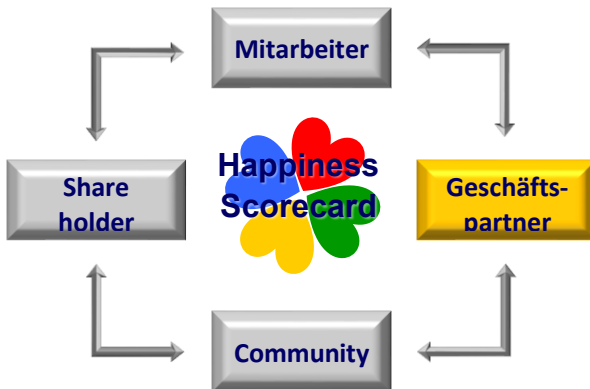 Mitarbeiter
Share
holder
Happiness
Scorecard
Geschäfts-
partner
Community